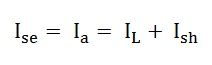 I_se = I_a = I_L + I_sh